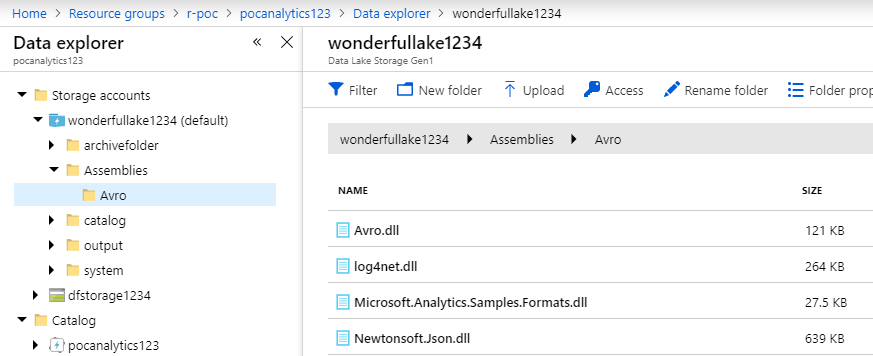 Home > Resource groups > r-poc > pocanalytics123 > Data explorer > wonderfullake1234
Data explorer
pocanalytics123
Storage accounts
wonderfullake1234 (default)
archivefolder
Assemblies
Avro
catalog
output
system
dfstorage1234
Catalog
pocanalytics123
wonderfullake1234
Data Lake Storage Gen1
Filter New folder Upload Access Rename folder Folder prop
wonderfullake1234 Assemblies Avro
NAME SIZE
Avro.dll 121 KB
log4net.dll 264 KB
Microsoft.Analytics.Samples.Formats.dll 27.5 KB
Newtonsoft.Json.dll 639 KB